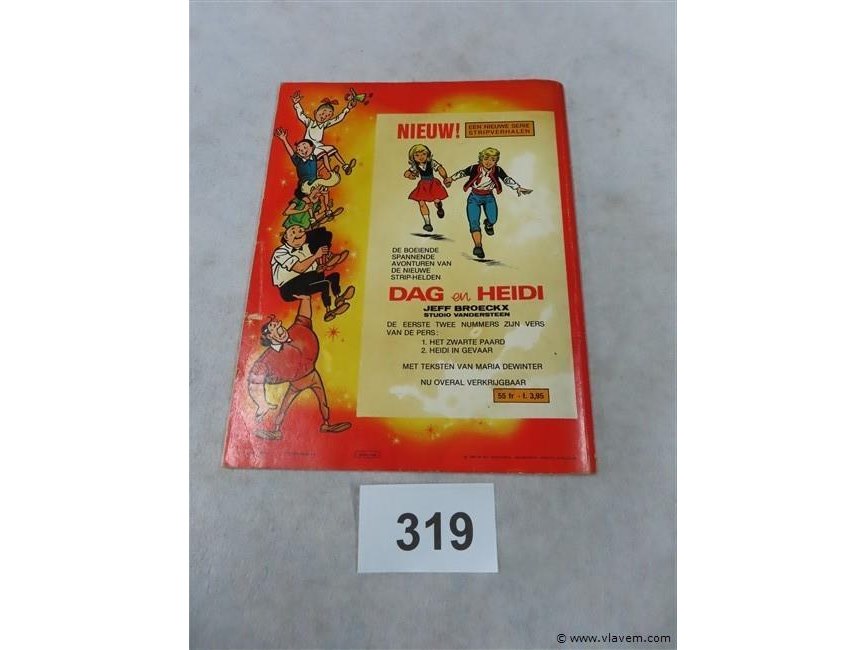 NIEUW!
EEN NIEUWE SERIE
STRIPVERHALEN
DE BOEIENDE
SPANNENDE
AVONTUREN VAN
DE NIEUWE
STRIP-HELDEN
DAG en HEIDI
JEFF BROECKX
STUDIO VANDERSTEEN
DE EERSTE TWEE NUMMERS ZIJN VERS
VAN DE PERS:
1. HET ZWARTE PAARD
2. HEIDI IN GEVAAR
MET TEKSTEN VAN MARIA DEWINTER
NU OVERAL VERKRIJGBAAR
55 fr - f. 3,95
319
© www.vlavem.com